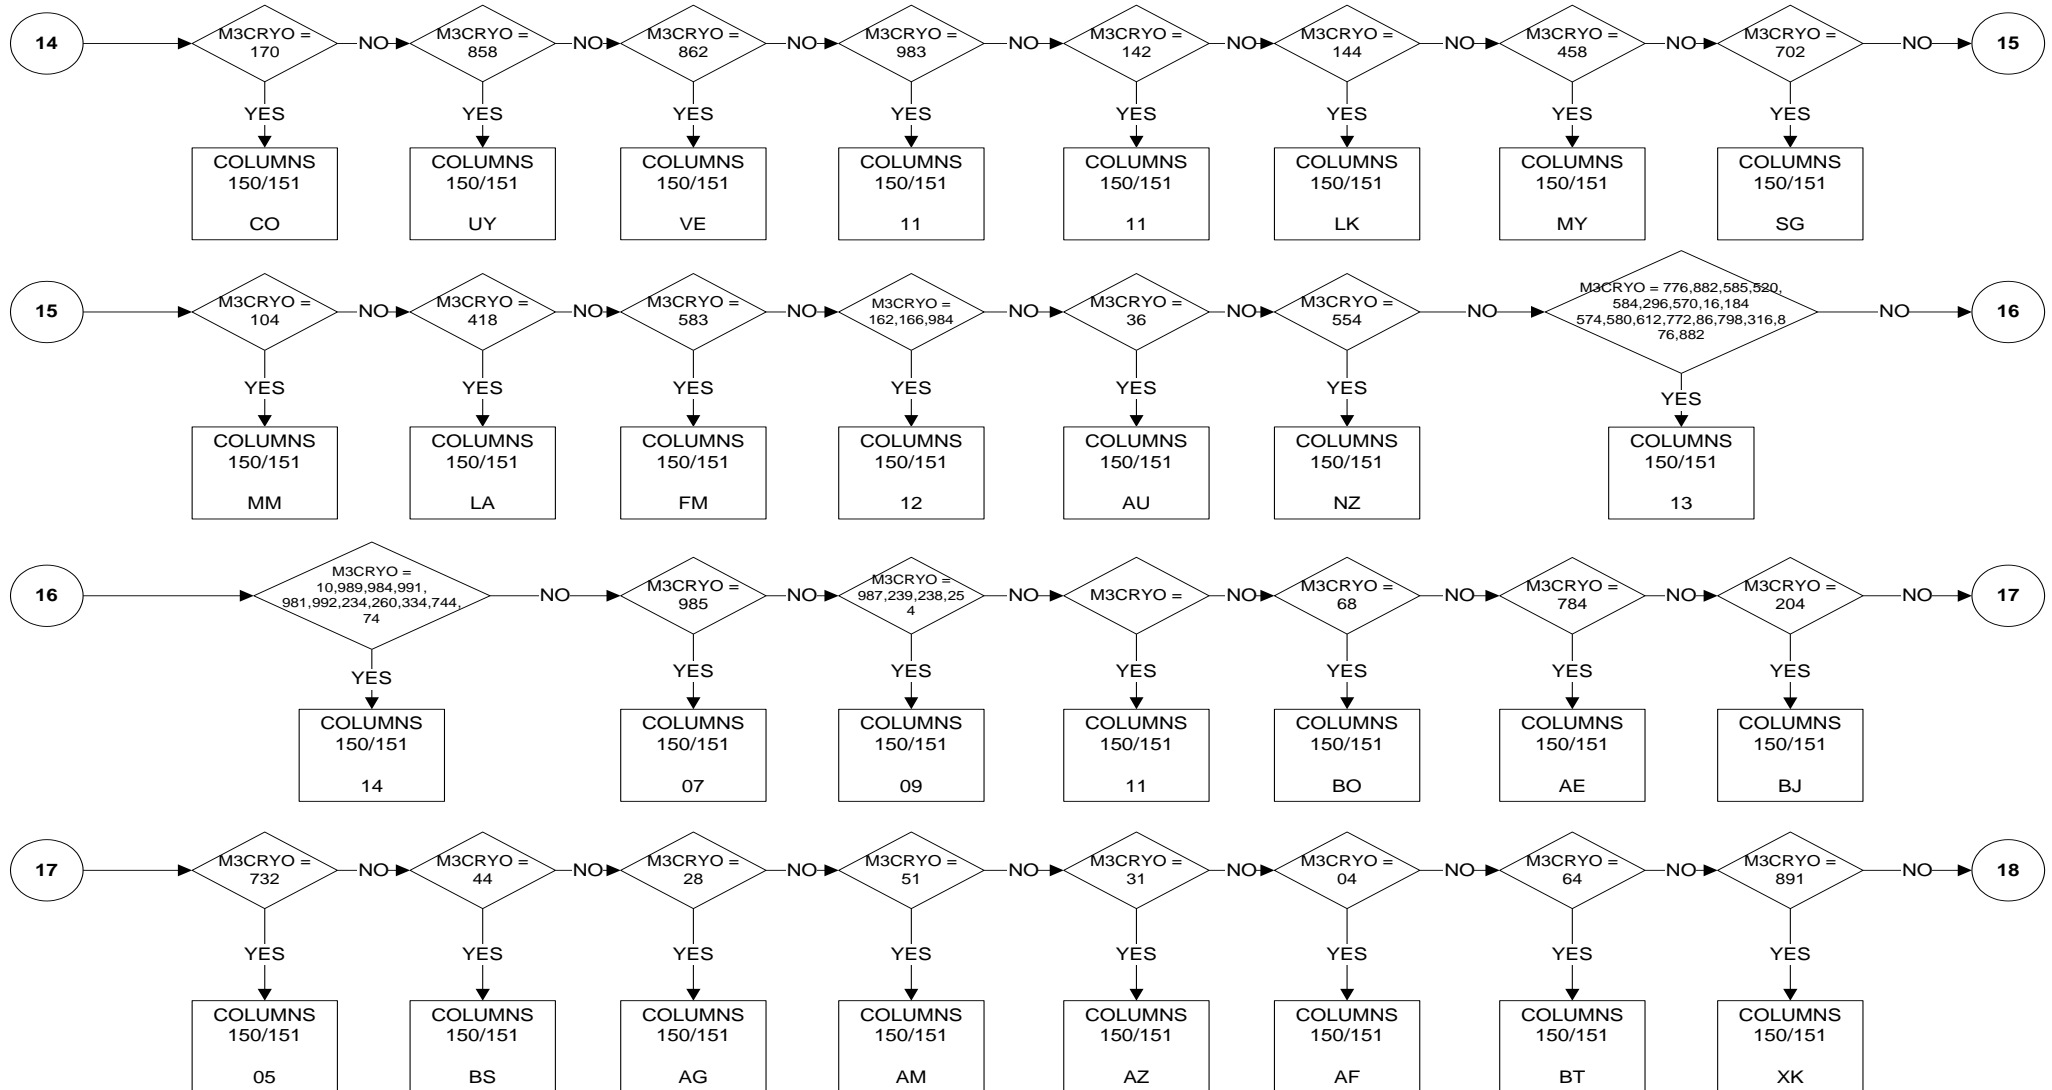 14
M3CRYO =
170
NO
M3CRYO =
858
NO
M3CRYO =
862
NO
M3CRYO =
983
NO
M3CRYO =
142
NO
M3CRYO =
144
NO
M3CRYO =
458
NO
M3CRYO =
702
NO
15
YES
YES
YES
YES
YES
YES
YES
YES
COLUMNS
150/151
CO
COLUMNS
150/151
UY
COLUMNS
150/151
VE
COLUMNS
150/151
11
COLUMNS
150/151
11
COLUMNS
150/151
LK
COLUMNS
150/151
MY
COLUMNS
150/151
SG
15
M3CRYO =
104
NO
M3CRYO =
418
NO
M3CRYO =
583
NO
M3CRYO =
162,166,984
NO
M3CRYO =
36
NO
M3CRYO =
554
NO
M3CRYO = 776,882,585,520,
584,296,570,16,184
574,580,612,772,86,798,316,8
76,882
NO
16
YES
YES
YES
YES
YES
YES
YES
COLUMNS
150/151
MM
COLUMNS
150/151
LA
COLUMNS
150/151
FM
COLUMNS
150/151
12
COLUMNS
150/151
AU
COLUMNS
150/151
NZ
COLUMNS
150/151
13
16
M3CRYO =
10,989,984,991,
981,992,234,260,334,744,
74
NO
M3CRYO =
985
NO
M3CRYO =
987,239,238,25
4
NO
M3CRYO =
NO
M3CRYO =
68
NO
M3CRYO =
784
NO
M3CRYO =
204
NO
17
YES
YES
YES
YES
YES
YES
YES
COLUMNS
150/151
14
COLUMNS
150/151
07
COLUMNS
150/151
09
COLUMNS
150/151
11
COLUMNS
150/151
BO
COLUMNS
150/151
AE
COLUMNS
150/151
BJ
17
M3CRYO =
732
NO
M3CRYO =
44
NO
M3CRYO =
28
NO
M3CRYO =
51
NO
M3CRYO =
31
NO
M3CRYO =
04
NO
M3CRYO =
64
NO
M3CRYO =
891
NO
18
YES
YES
YES
YES
YES
YES
YES
YES
COLUMNS
150/151
05
COLUMNS
150/151
BS
COLUMNS
150/151
AG
COLUMNS
150/151
AM
COLUMNS
150/151
AZ
COLUMNS
150/151
AF
COLUMNS
150/151
BT
COLUMNS
150/151
XK